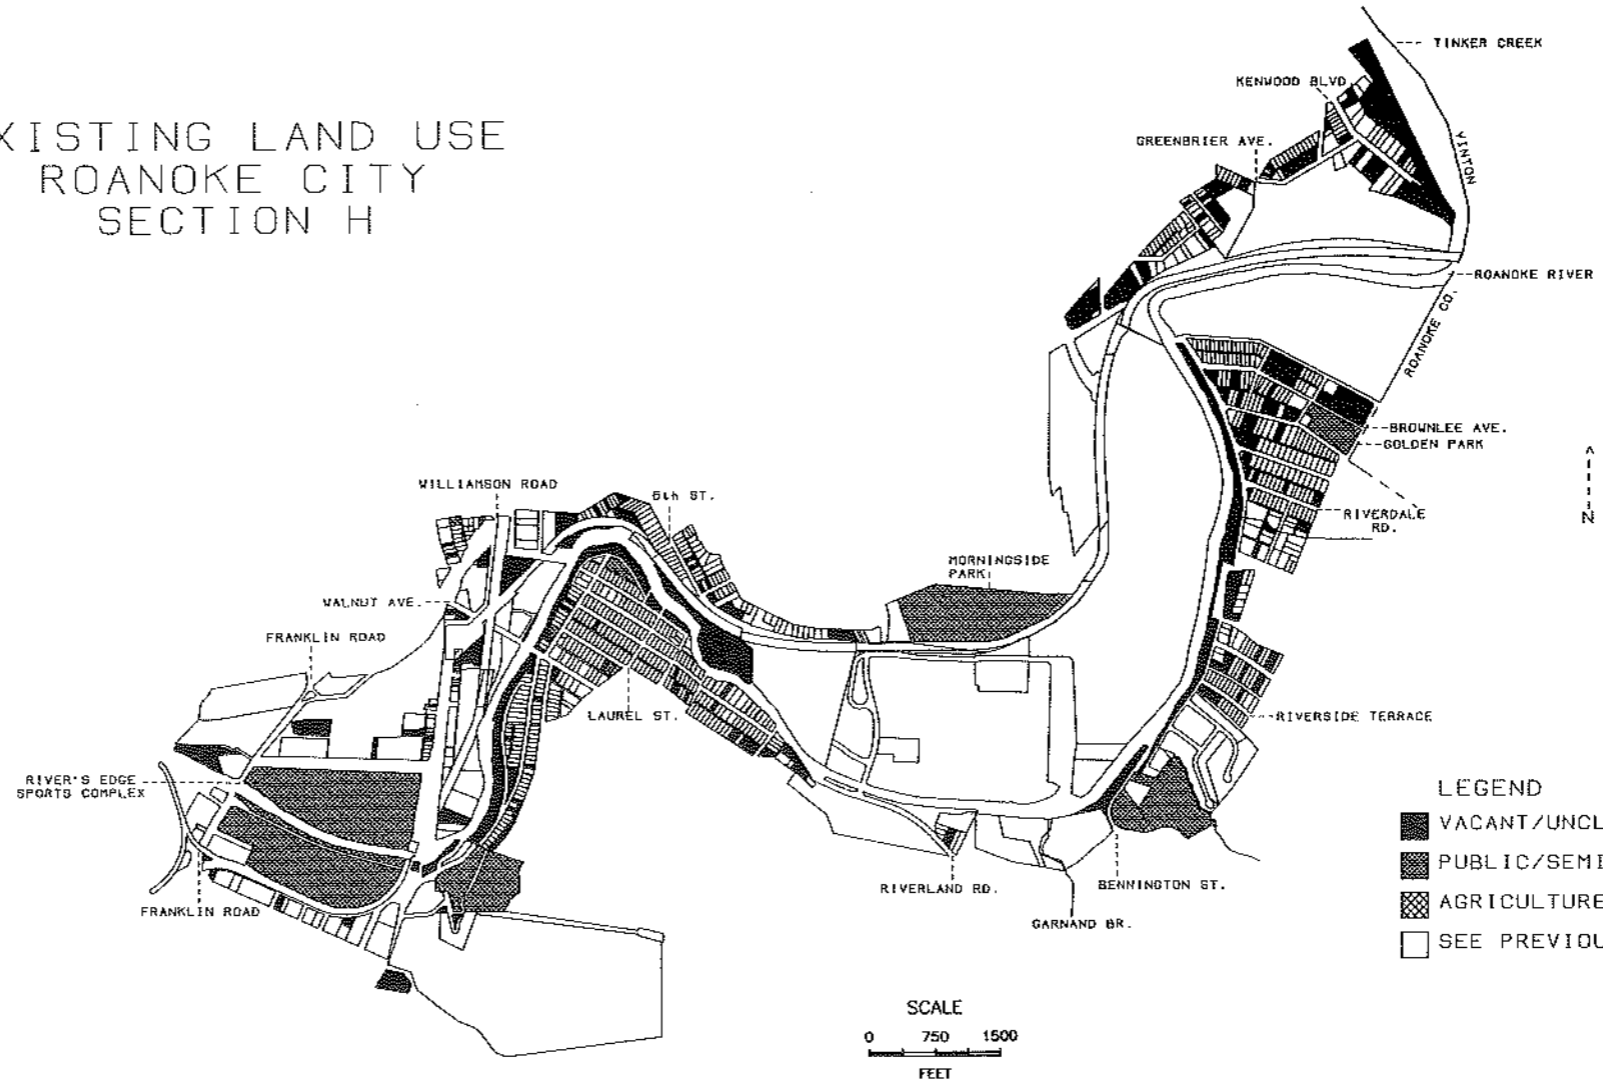 XISTING LAND USE
ROANOKE CITY
SECTION H
TINKER CREEK
KENWOOD BLVD
GREENBRIER AVE.
VINTON
ROANOKE RIVER
ROANOKE CO.
BROWNLEE AVE.
GOLDEN PARK
WILLIAMSON ROAD
6th ST.
RIVERDALE
RD.
N
MORNINGSIDE
PARK
WALNUT AVE.
FRANKLIN ROAD
LAUREL ST.
RIVERSIDE TERRACE
RIVER'S EDGE
SPORTS COMPLEX
LEGEND
VACANT/UNCL
PUBLIC/SEMI
AGRICULTURE
SEE PREVIOU
RIVERLAND RD.
BENNINGTON ST.
FRANKLIN ROAD
GARNAND BR.
SCALE
0 750 1500
FEET